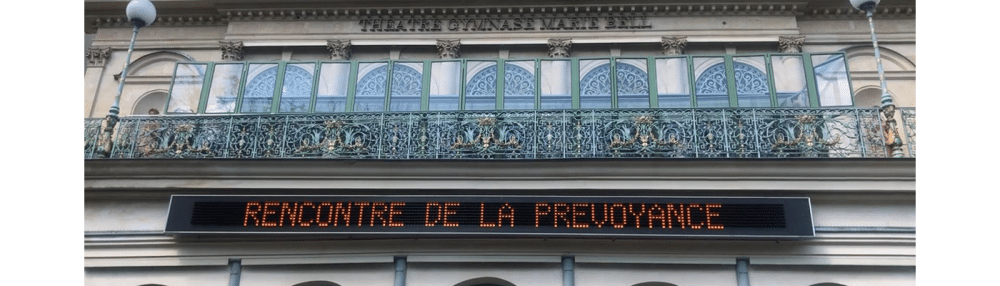 THEATRE GYMNASE MARIE BELL
RENCONTRE DE LA PREVOYANCE